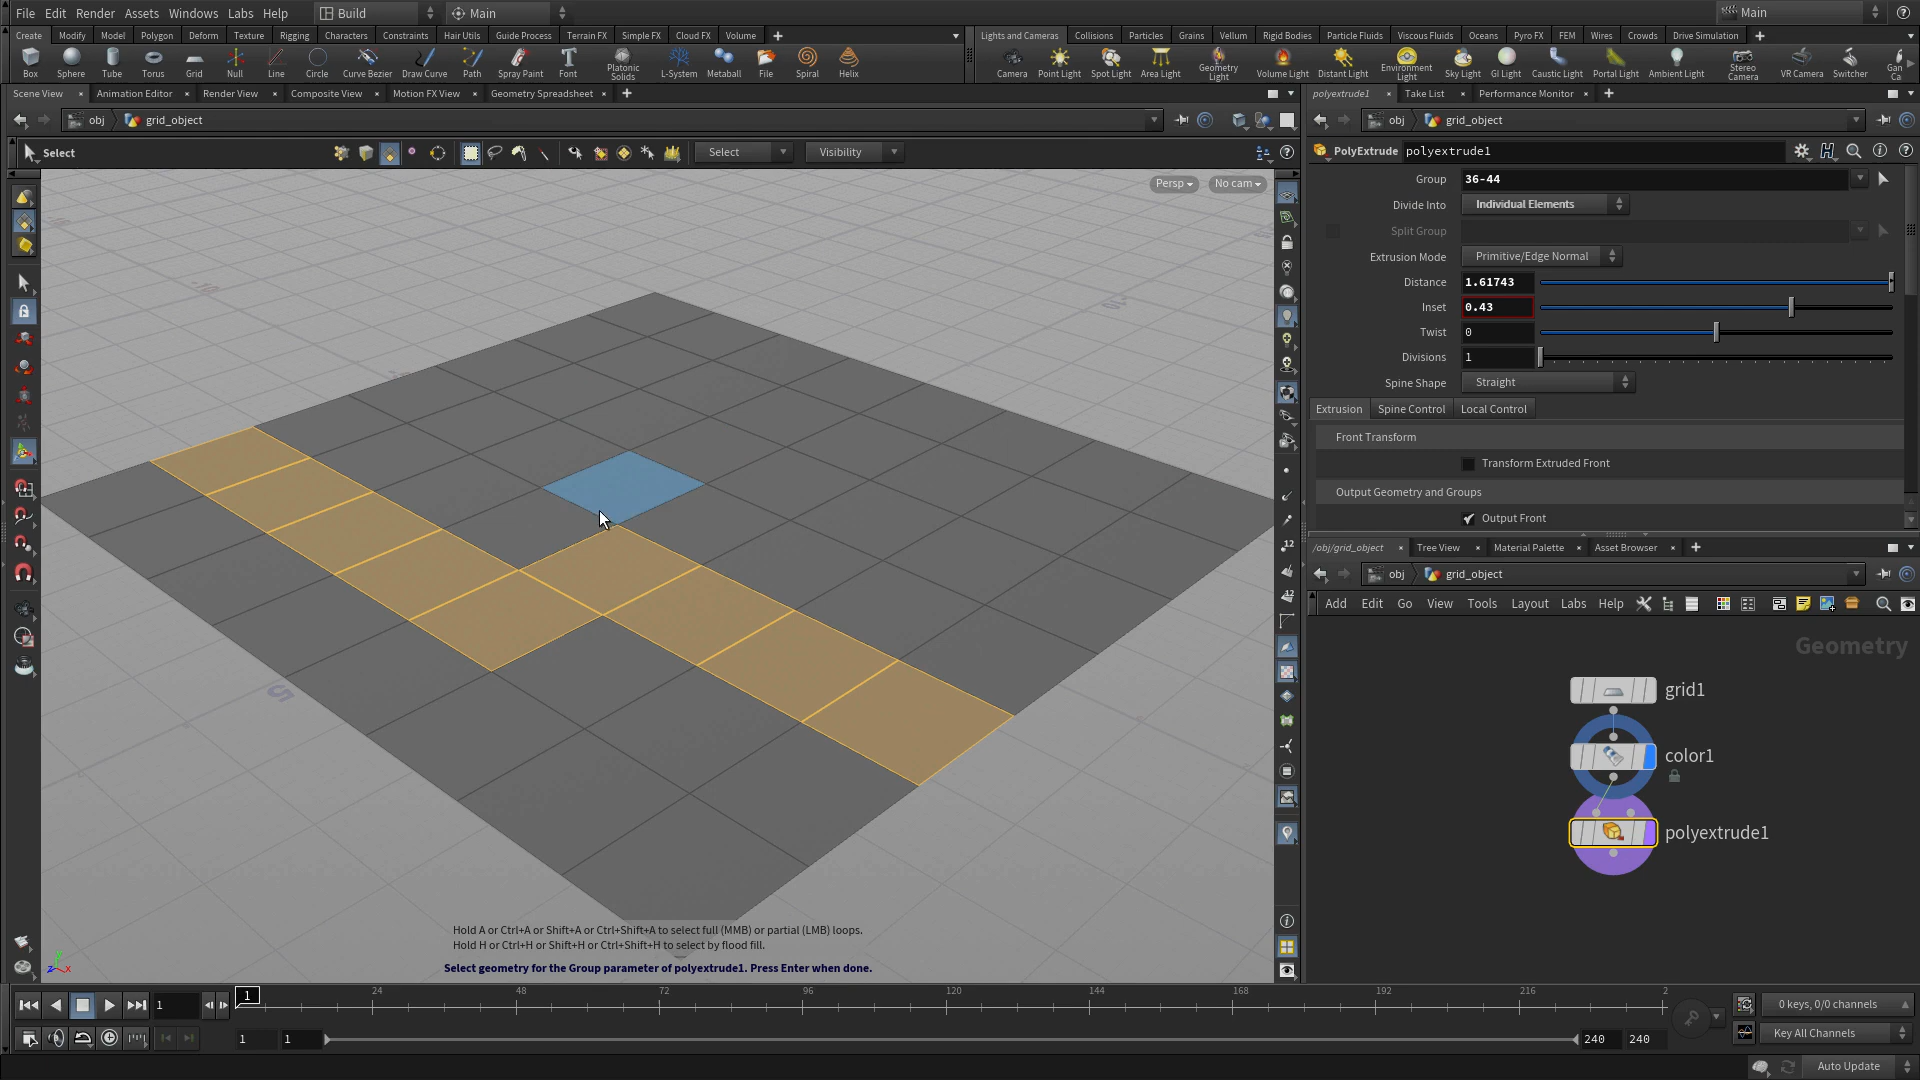 File Edit Render Assets Windows Labs Help Build Main Main
Create Modify Model Polygon Deform Texture Rigging Characters Constraints Hair Utils Guide Process Terrain FX Simple FX Cloud FX Volume
Lights and Cameras Collisions Particles Grains Vellum Rigid Bodies Particle Fluids Viscous Fluids Oceans Pyro FX FEM Wires Crowds Drive Simulation
Box Sphere Tube Torus Grid Null Line Circle Curve Bezier Draw Curve Path Spray Paint Font Platonic Solids L-System Metaball File Spiral Helix
Camera Point Light Spot Light Area Light Geometry Light Volume Light Distant Light Environment Light Sky Light GI Light Caustic Light Portal Light Ambient Light Stereo Camera VR Camera Switcher Gan Ca
Scene View Animation Editor Render View Composite View Motion FX View Geometry Spreadsheet
polyextrude1 Take List Performance Monitor
obj grid_object
obj grid_object
Select Select Visibility
PolyExtrude polyextrude1
Persp No cam
Group 36-44
Divide Into Individual Elements
Split Group
Extrusion Mode Primitive/Edge Normal
Distance 1.61743
Inset 0.43
Twist 0
Divisions 1
Spine Shape Straight
Extrusion Spine Control Local Control
Front Transform
Transform Extruded Front
Output Geometry and Groups
Output Front
/obj/grid_object Tree View Material Palette Asset Browser
obj grid_object
Add Edit Go View Tools Layout Labs Help
Geometry
grid1
color1
polyextrude1
5
12
12
Hold A or Ctrl+A or Shift+A or Ctrl+Shift+A to select full (MMB) or partial (LMB) loops.
Hold H or Ctrl+H or Shift+H or Ctrl+Shift+H to select by flood fill.
Select geometry for the Group parameter of polyextrude1. Press Enter when done.
z y x
1 1 24 48 72 96 120 144 168 192 216 2
0 keys, 0/0 channels
1 1 240 240 Key All Channels
Auto Update